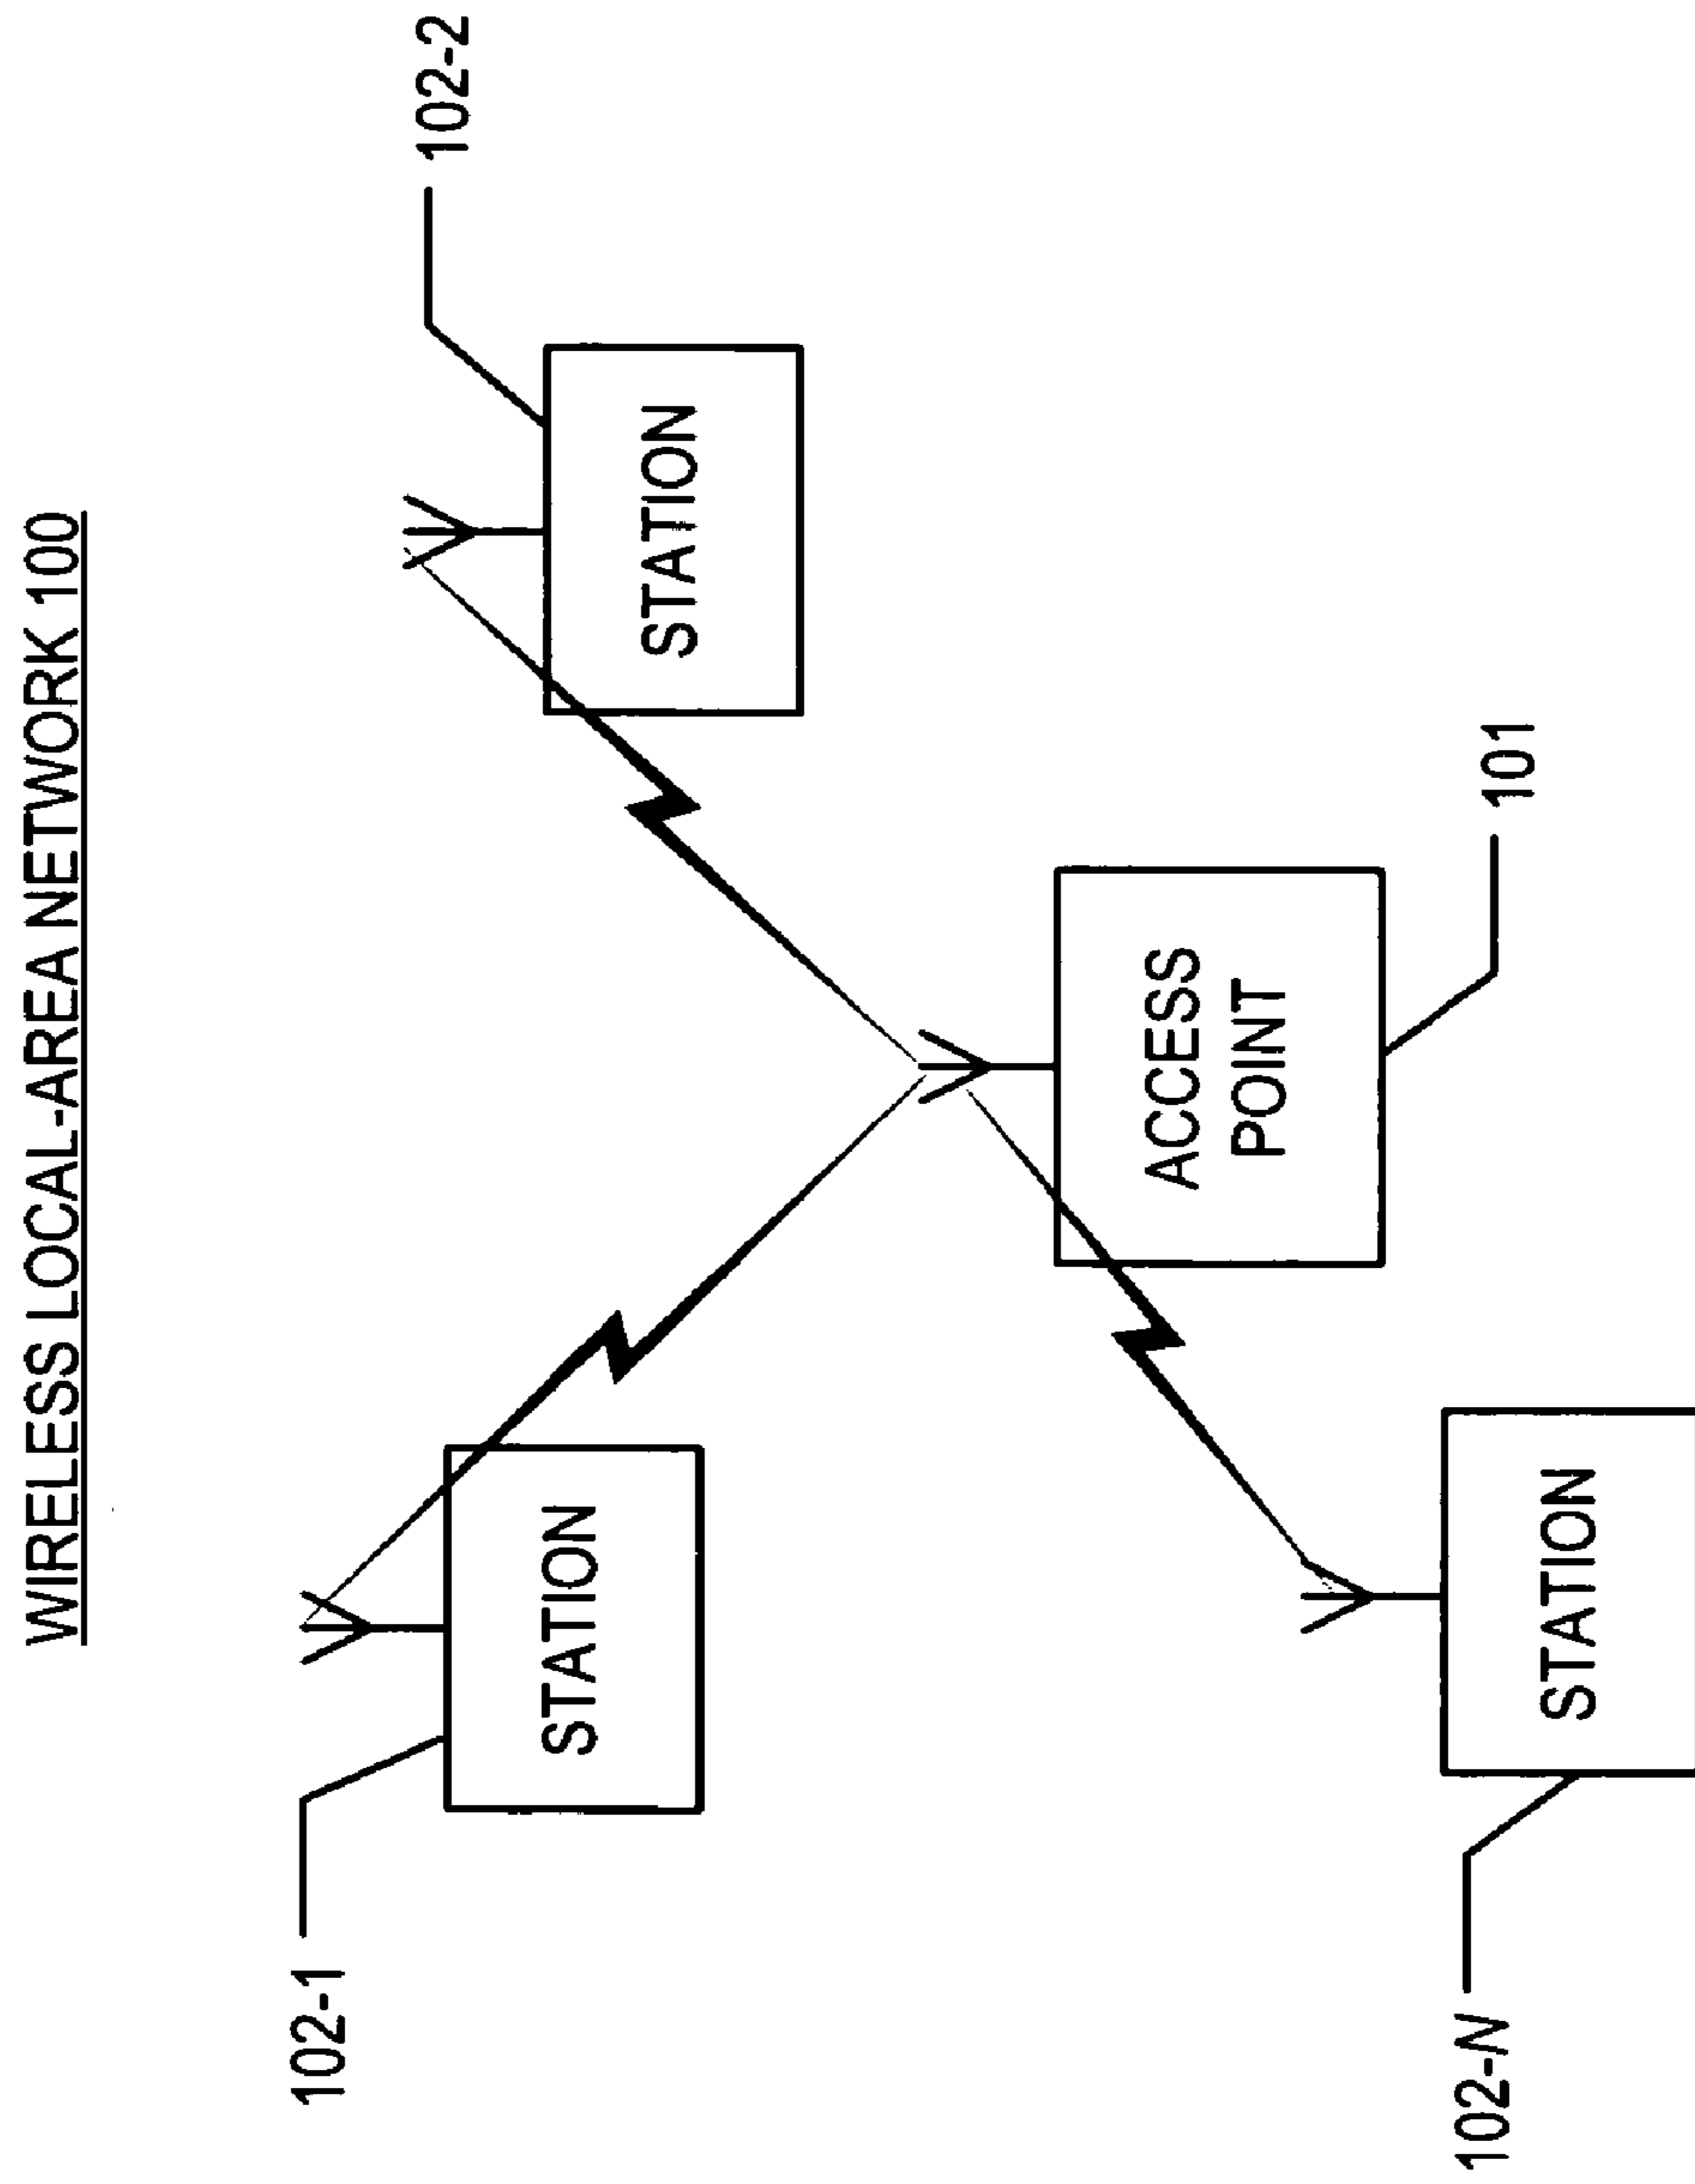 WIRELESS LOCAL-AREA NETWORK 100
102-1
STATION
102-2
STATION
ACCESS
POINT
101
102-N
STATION